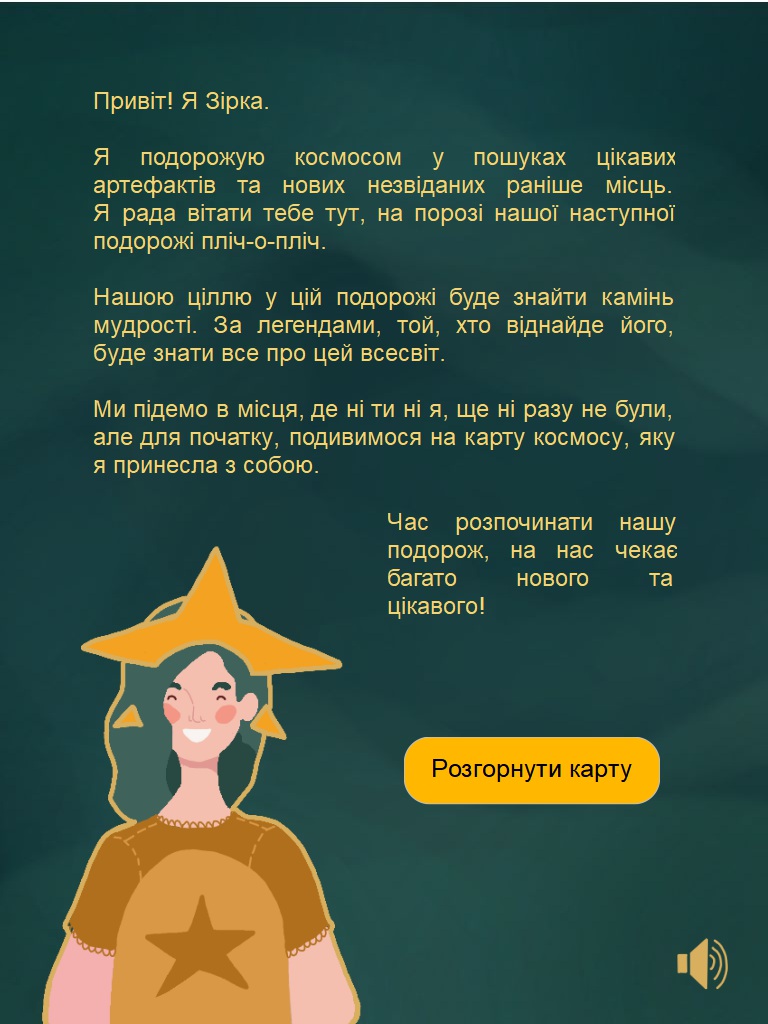 Привіт! Я Зірка.
Я подорожую космосом у пошуках цікавих
артефактів та нових незвіданих раніше місць.
Я рада вітати тебе тут, на порозі нашої наступної
подорожі пліч-о-пліч.
Нашою ціллю у цій подорожі буде знайти камінь
мудрості. За легендами, той, хто віднайде його,
буде знати все про цей всесвіт.
Ми підемо в місця, де ні ти ні я, ще ні разу не були,
але для початку, подивимося на карту космосу, яку
я принесла з собою.
Час розпочинати нашу
подорож, на нас чекає
багато нового та
цікавого!
Розгорнути карту